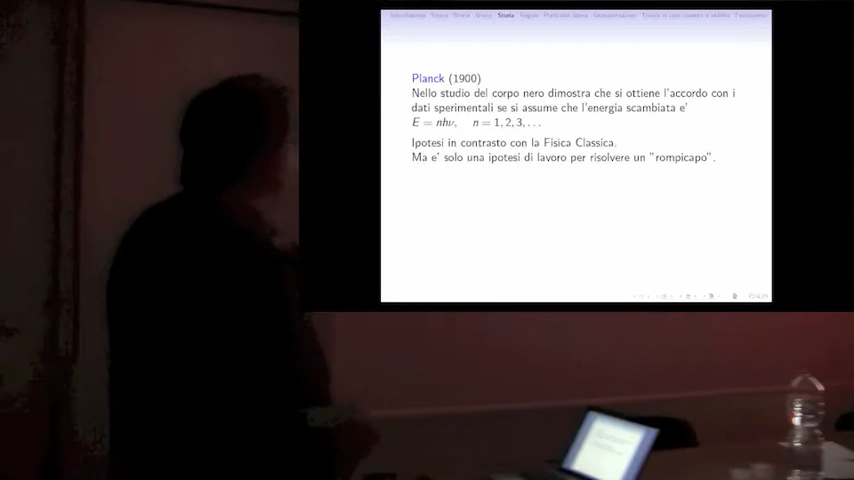 Storia
Planck (1900)
Nello studio del corpo nero dimostra che si ottiene l'accordo con i
dati sperimentali se si assume che l'energia scambiata e'
E = nhν, n = 1, 2, 3, . . .
Ipotesi in contrasto con la Fisica Classica.
Ma e' solo una ipotesi di lavoro per risolvere un "rompicapo".